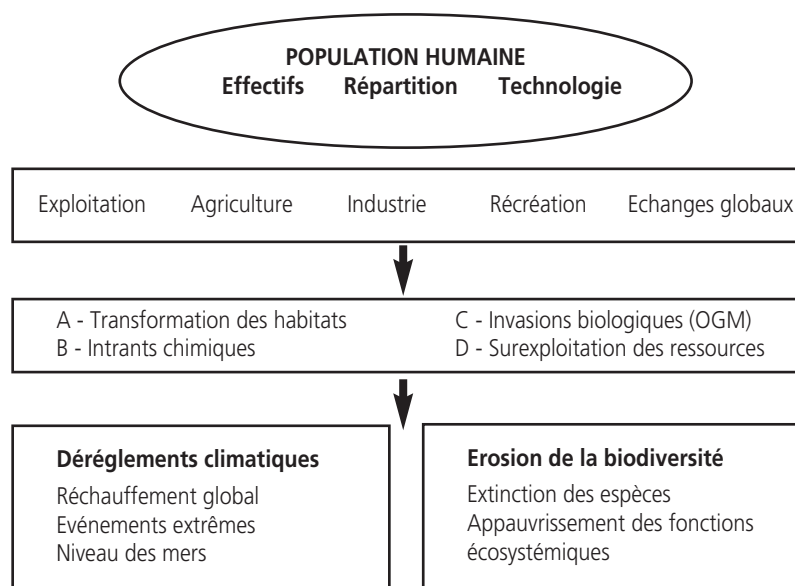 POPULATION HUMAINE
Effectifs Répartition Technologie
Exploitation Agriculture Industrie Récréation Echanges globaux
A - Transformation des habitats C - Invasions biologiques (OGM)
B - Intrants chimiques D - Surexploitation des ressources
Déréglements climatiques
Réchauffement global
Evénements extrêmes
Niveau des mers
Erosion de la biodiversité
Extinction des espèces
Appauvrissement des fonctions
écosystémiques